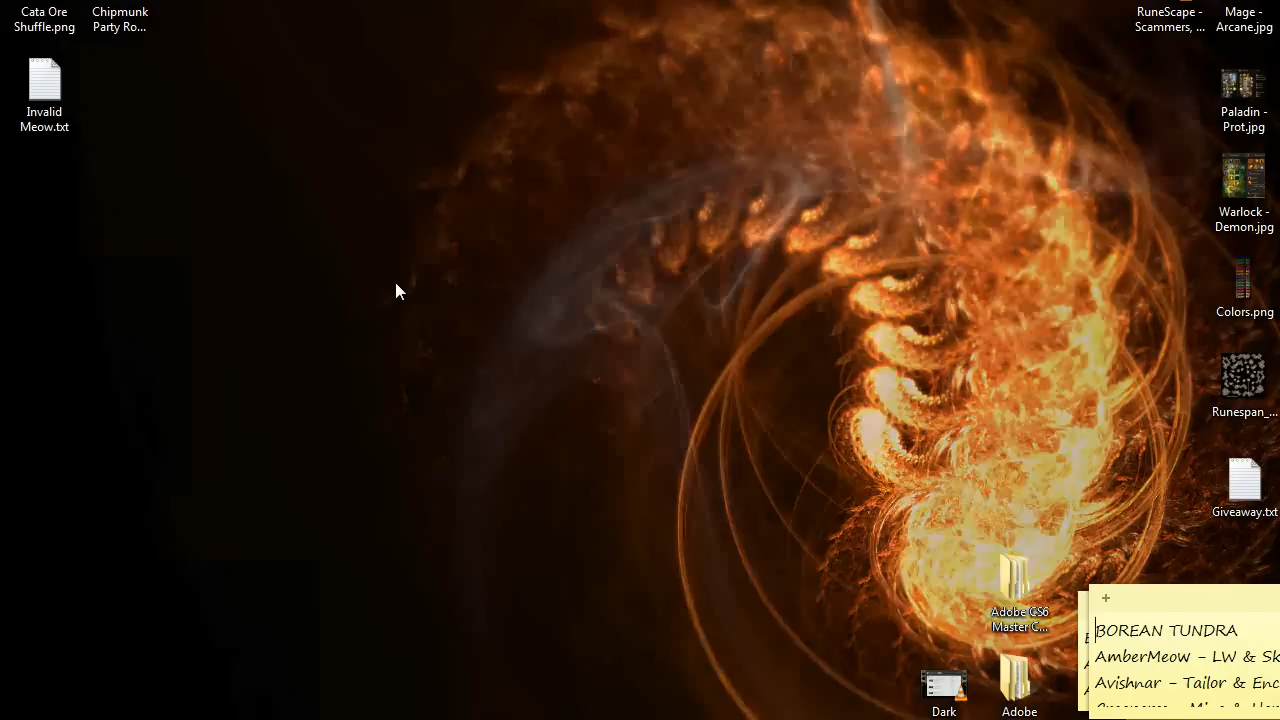 Cata Ore
Shuffle.png
Chipmunk
Party Ro...
Invalid
Meow.txt
RuneSpage -
Scammers, ...
Mage -
Arcane.jpg
Paladin -
Prot.jpg
Warlock -
Demon.jpg
Colors.png
Runespan_...
Giveaway.txt
Adobe CS6
Master C...
Dark
Adobe
BOREAN TUNDRA
AmberMeow - LW & Sk
Avishnar - Tailor & Enc